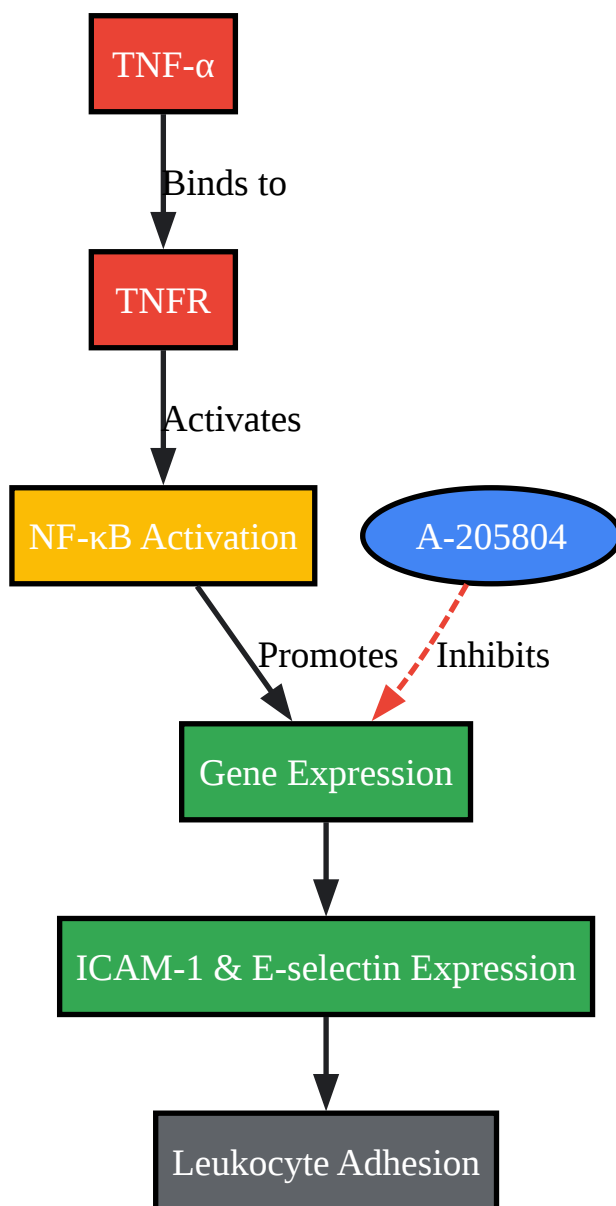 TNF-α
Binds to
TNFR
Activates
NF-κB Activation
A-205804
Promotes
Inhibits
Gene Expression
ICAM-1 & E-selectin Expression
Leukocyte Adhesion